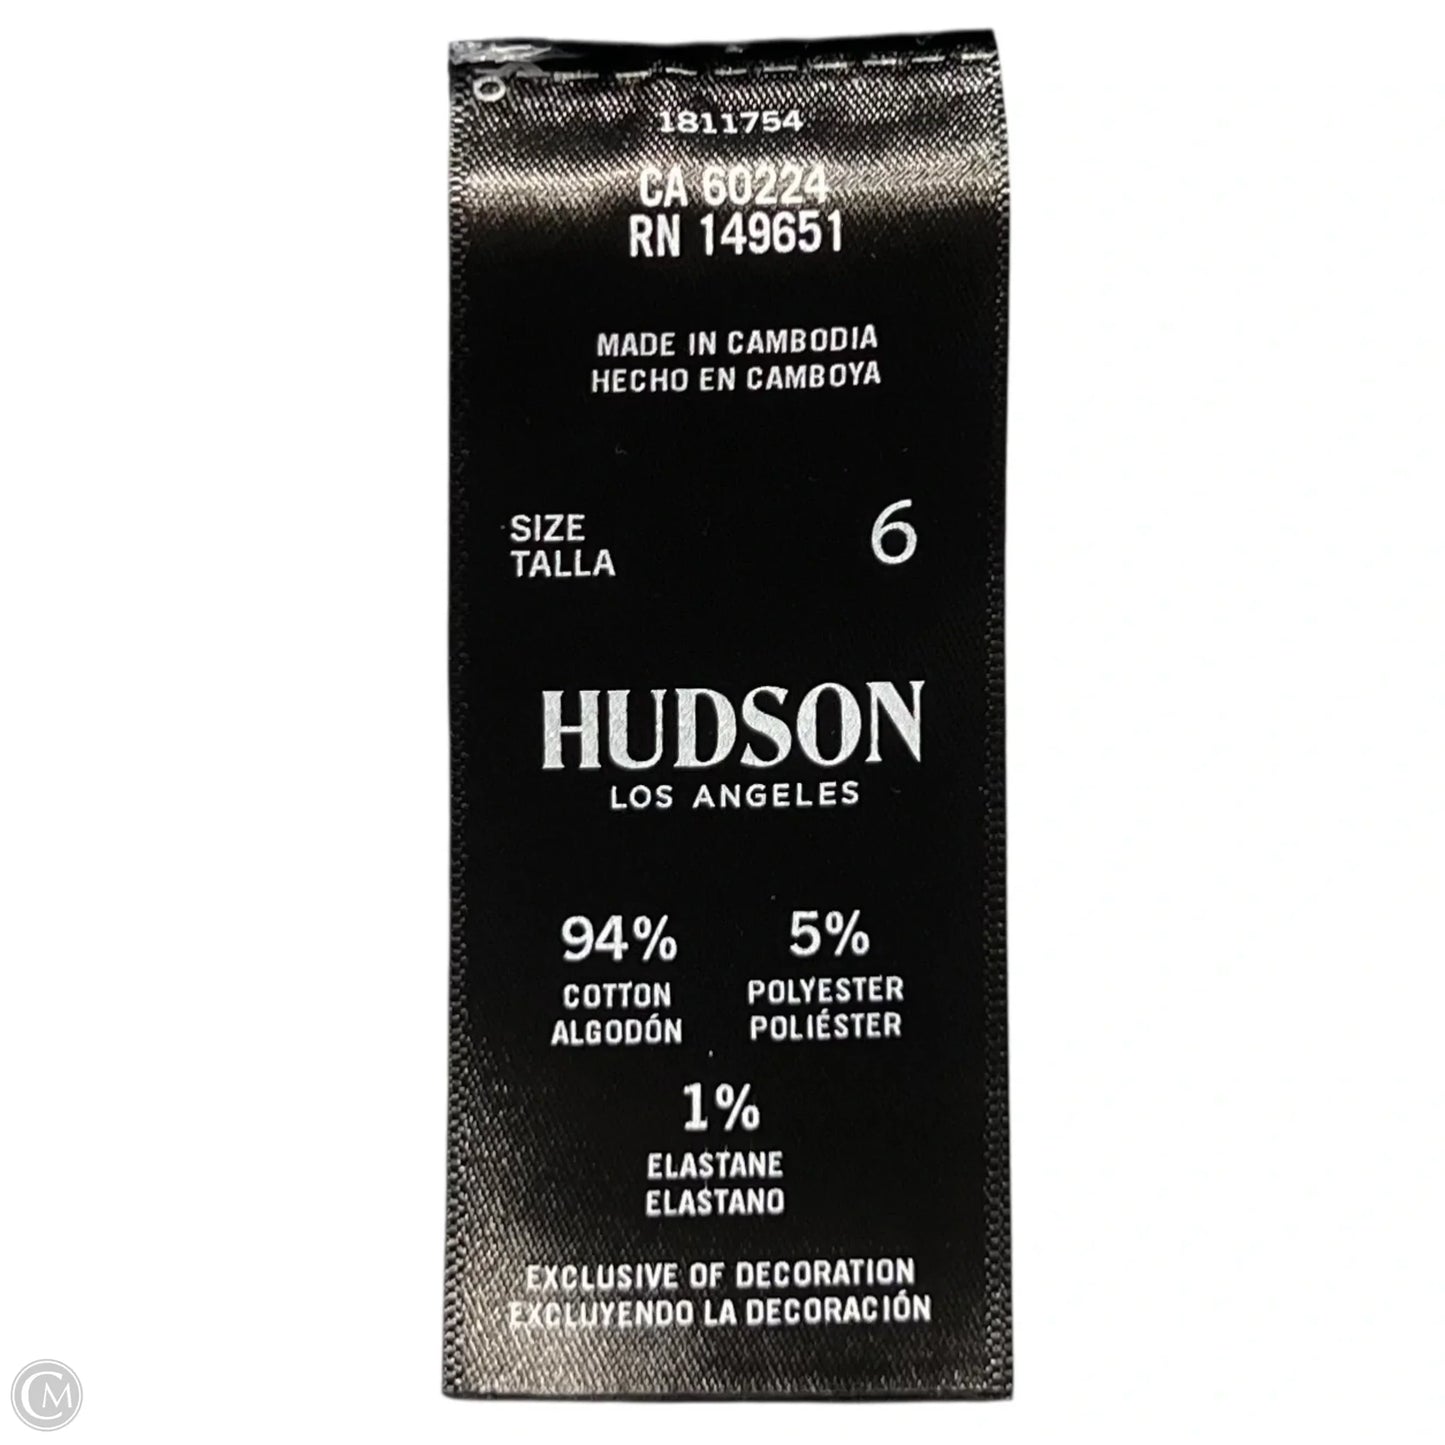 1811754
CA 60224
RN 149651
MADE IN CAMBODIA
HECHO EN CAMBOYA
SIZE 6
TALLA
HUDSON
LOS ANGELES
94% 5%
COTTON POLYESTER
ALGODÓN POLIÉSTER
1%
ELASTANE
ELASTANO
EXCLUSIVE OF DECORATION
EXCLUYENDO LA DECORACIÓN
CM